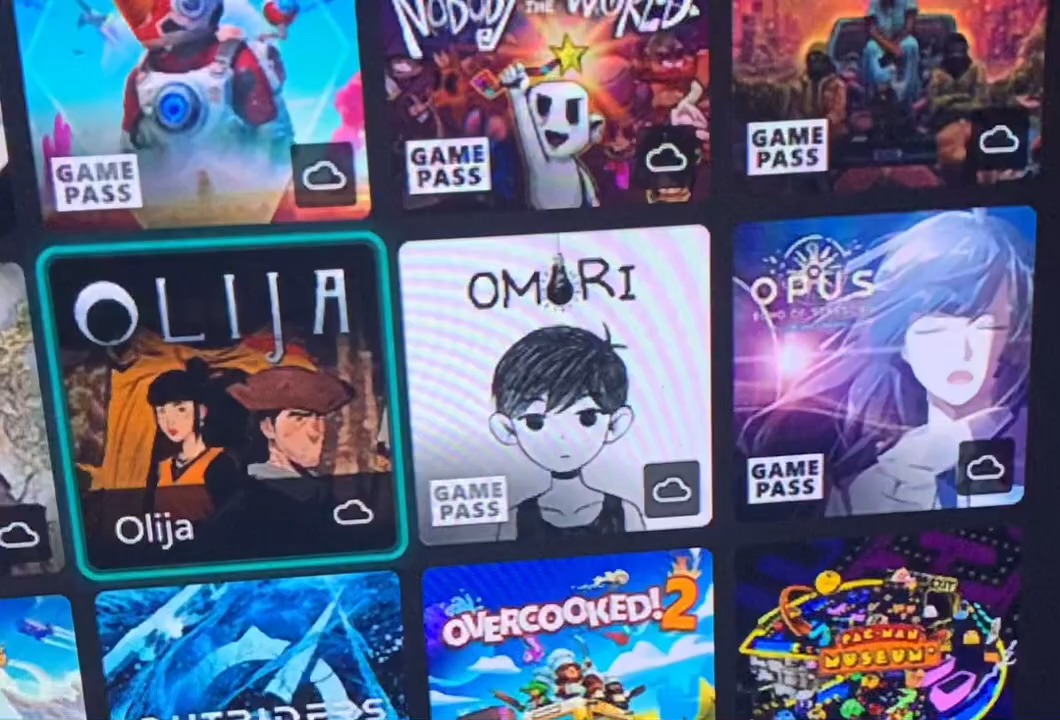 NOBODY THE WORLD.
GAME
PASS
GAME
PASS
GAME
PASS
OLIJA
Olija
OMORI
GAME
PASS
OPUS
GAME
PASS
OUTRIDERS
OVERCOOKED! 2
PAC-MAN
MUSEUM
EXIT